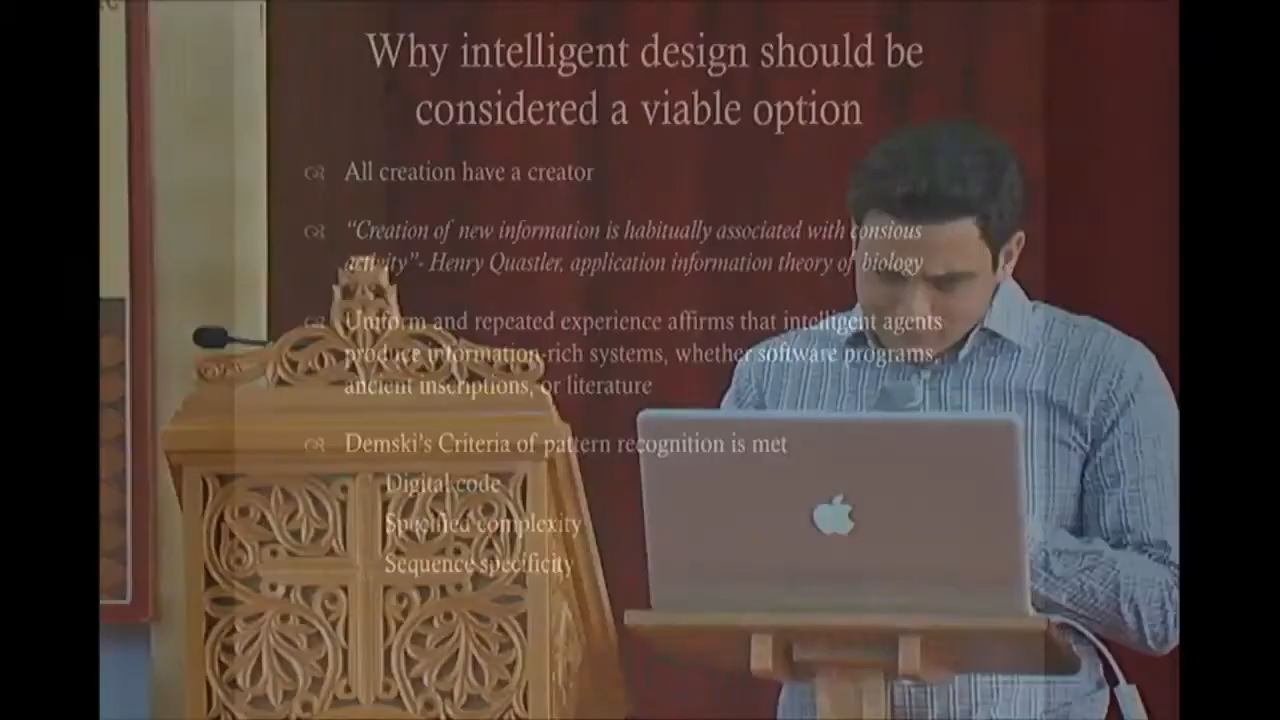 Why intelligent design should be
considered a viable option
All creation have a creator
“Creation of new information is habitually associated with consious
activity”- Henry Quastler, application information theory of biology
Uniform and repeated experience affirms that intelligent agents
produce information-rich systems, whether software programs,
ancient inscriptions, or literature
Demski's Criteria of pattern recognition is met
Digital code
Specified complexity
Sequence specificity